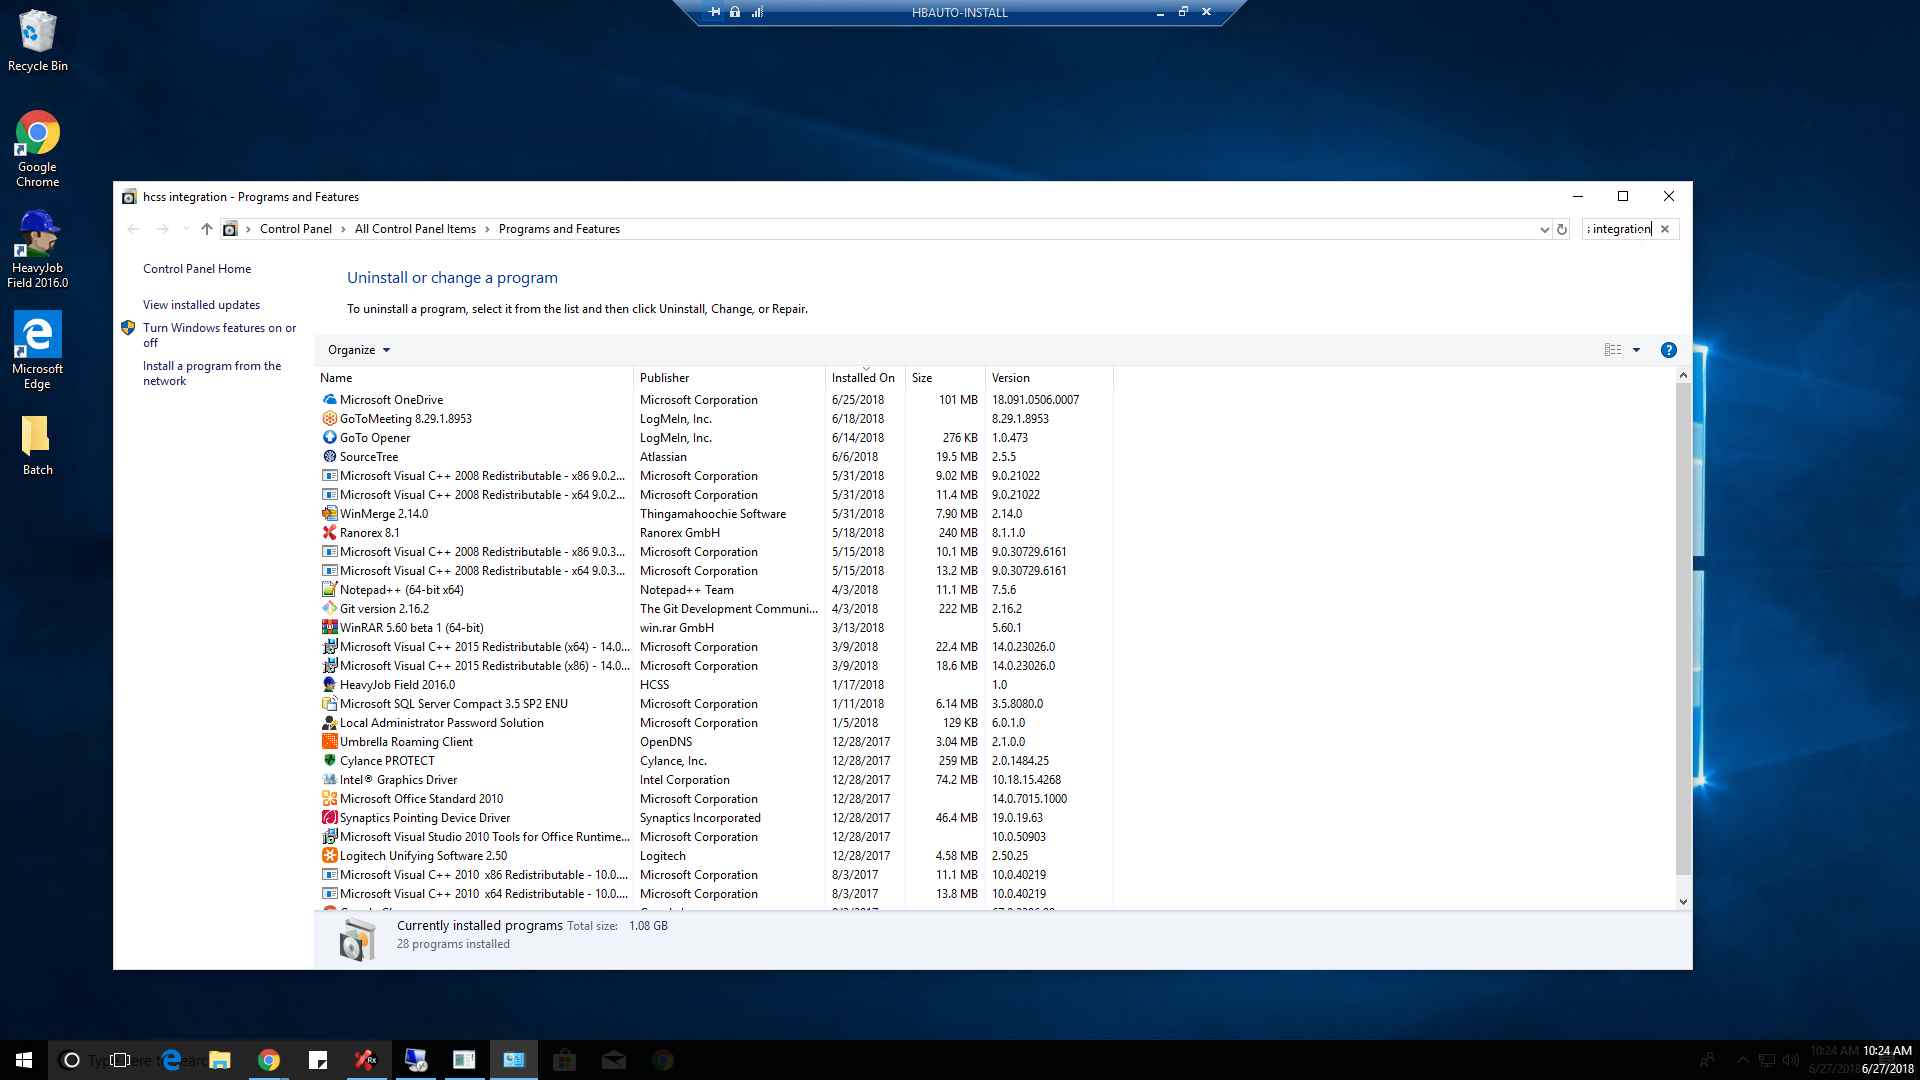 HBAUTO-INSTALL
Recycle Bin
Google
Chrome
HeavyJob
Field 2016.0
Microsoft
Edge
Batch
hcss integration - Programs and Features
Control Panel
All Control Panel Items
Programs and Features
integration
Control Panel Home
View installed updates
Turn Windows features on or
off
Install a program from the
network
Uninstall or change a program
To uninstall a program, select it from the list and then click Uninstall, Change, or Repair.
Organize
Name Publisher Installed On Size Version
Microsoft OneDrive Microsoft Corporation 6/25/2018 101 MB 18.091.0506.0007
GoToMeeting 8.29.1.8953 LogMeIn, Inc. 6/18/2018 8.29.1.8953
GoTo Opener LogMeIn, Inc. 6/14/2018 276 KB 1.0.473
SourceTree Atlassian 6/6/2018 19.5 MB 2.5.5
Microsoft Visual C++ 2008 Redistributable - x86 9.0.2... Microsoft Corporation 5/31/2018 9.02 MB 9.0.21022
Microsoft Visual C++ 2008 Redistributable - x64 9.0.2... Microsoft Corporation 5/31/2018 11.4 MB 9.0.21022
WinMerge 2.14.0 Thingamahoochie Software 5/31/2018 7.90 MB 2.14.0
Ranorex 8.1 Ranorex GmbH 5/18/2018 240 MB 8.1.1.0
Microsoft Visual C++ 2008 Redistributable - x86 9.0.3... Microsoft Corporation 5/15/2018 10.1 MB 9.0.30729.6161
Microsoft Visual C++ 2008 Redistributable - x64 9.0.3... Microsoft Corporation 5/15/2018 13.2 MB 9.0.30729.6161
Notepad++ (64-bit x64) Notepad++ Team 4/3/2018 11.1 MB 7.5.6
Git version 2.16.2 The Git Development Communi... 4/3/2018 222 MB 2.16.2
WinRAR 5.60 beta 1 (64-bit) win.rar GmbH 3/13/2018 5.60.1
Microsoft Visual C++ 2015 Redistributable (x64) - 14.0... Microsoft Corporation 3/9/2018 22.4 MB 14.0.23026.0
Microsoft Visual C++ 2015 Redistributable (x86) - 14.0... Microsoft Corporation 3/9/2018 18.6 MB 14.0.23026.0
HeavyJob Field 2016.0 HCSS 1/17/2018 1.0
Microsoft SQL Server Compact 3.5 SP2 ENU Microsoft Corporation 1/11/2018 6.14 MB 3.5.8080.0
Local Administrator Password Solution Microsoft Corporation 1/5/2018 129 KB 6.0.1.0
Umbrella Roaming Client OpenDNS 12/28/2017 3.04 MB 2.1.0.0
Cylance PROTECT Cylance, Inc. 12/28/2017 259 MB 2.0.1484.25
Intel® Graphics Driver Intel Corporation 12/28/2017 74.2 MB 10.18.15.4268
Microsoft Office Standard 2010 Microsoft Corporation 12/28/2017 14.0.7015.1000
Synaptics Pointing Device Driver Synaptics Incorporated 12/28/2017 46.4 MB 19.0.19.63
Microsoft Visual Studio 2010 Tools for Office Runtime... Microsoft Corporation 12/28/2017 10.0.50903
Logitech Unifying Software 2.50 Logitech 12/28/2017 4.58 MB 2.50.25
Microsoft Visual C++ 2010 x86 Redistributable - 10.0.... Microsoft Corporation 8/3/2017 11.1 MB 10.0.40219
Microsoft Visual C++ 2010 x64 Redistributable - 10.0.... Microsoft Corporation 8/3/2017 13.8 MB 10.0.40219
Currently installed programs Total size: 1.08 GB
28 programs installed
Type here to search
10:24 AM 10:24 AM
6/27/2018 6/27/2018